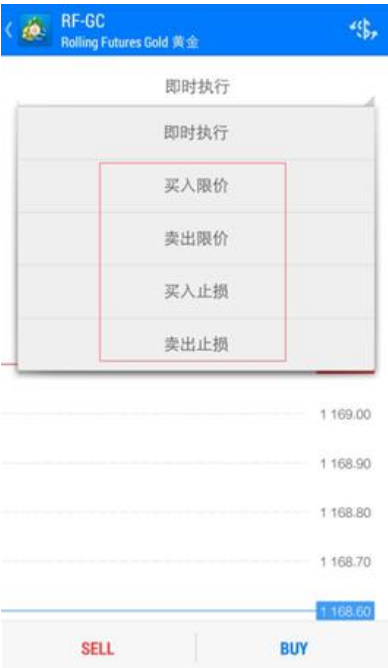 RF-GC
Rolling Futures Gold 黄金
即时执行
即时执行
买入限价
卖出限价
买入止损
卖出止损
1 169.00
1 168.90
1 168.80
1 168.70
1 168.60
SELL
BUY